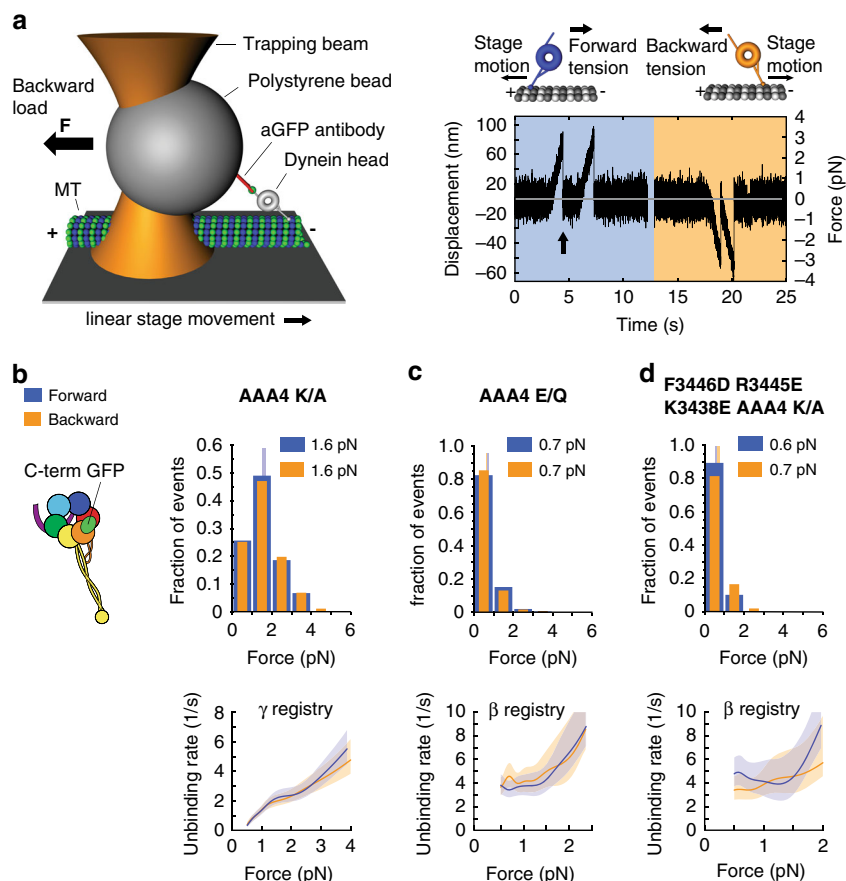 a
Trapping beam
Polystyrene bead
aGFP antibody
Dynein head
Backward
load
F
MT
+
-
linear stage movement
Stage
motion
Forward
tension
+
-
Backward
tension
Stage
motion
+
-
Displacement (nm)
100
60
20
−20
−40
−60
4
3
2
1
0
−1
−2
−3
−4
Force (pN)
0 5 10 15 20 25
Time (s)
b
Forward
Backward
C-term GFP
AAA4 K/A
1.6 pN
1.6 pN
Fraction of events
0.6
0.5
0.4
0.3
0.2
0.1
0
0 2 4 6
Force (pN)
γ registry
Unbinding rate (1/s)
8
6
4
2
0
0 1 2 3 4
Force (pN)
c
AAA4 E/Q
0.7 pN
0.7 pN
fraction of events
1.0
0.8
0.6
0.4
0.2
0
0 2 4 6
Force (pN)
β registry
Unbinding rate (1/s)
10
8
6
4
2
0
0 1 2
Force (pN)
d
F3446D R3445E
K3438E AAA4 K/A
0.6 pN
0.7 pN
Fraction of events
1.0
0.8
0.6
0.4
0.2
0
0 2 4 6
Force (pN)
β registry
Unbinding rate (1/s)
10
8
6
4
2
0
0 1 2
Force (pN)